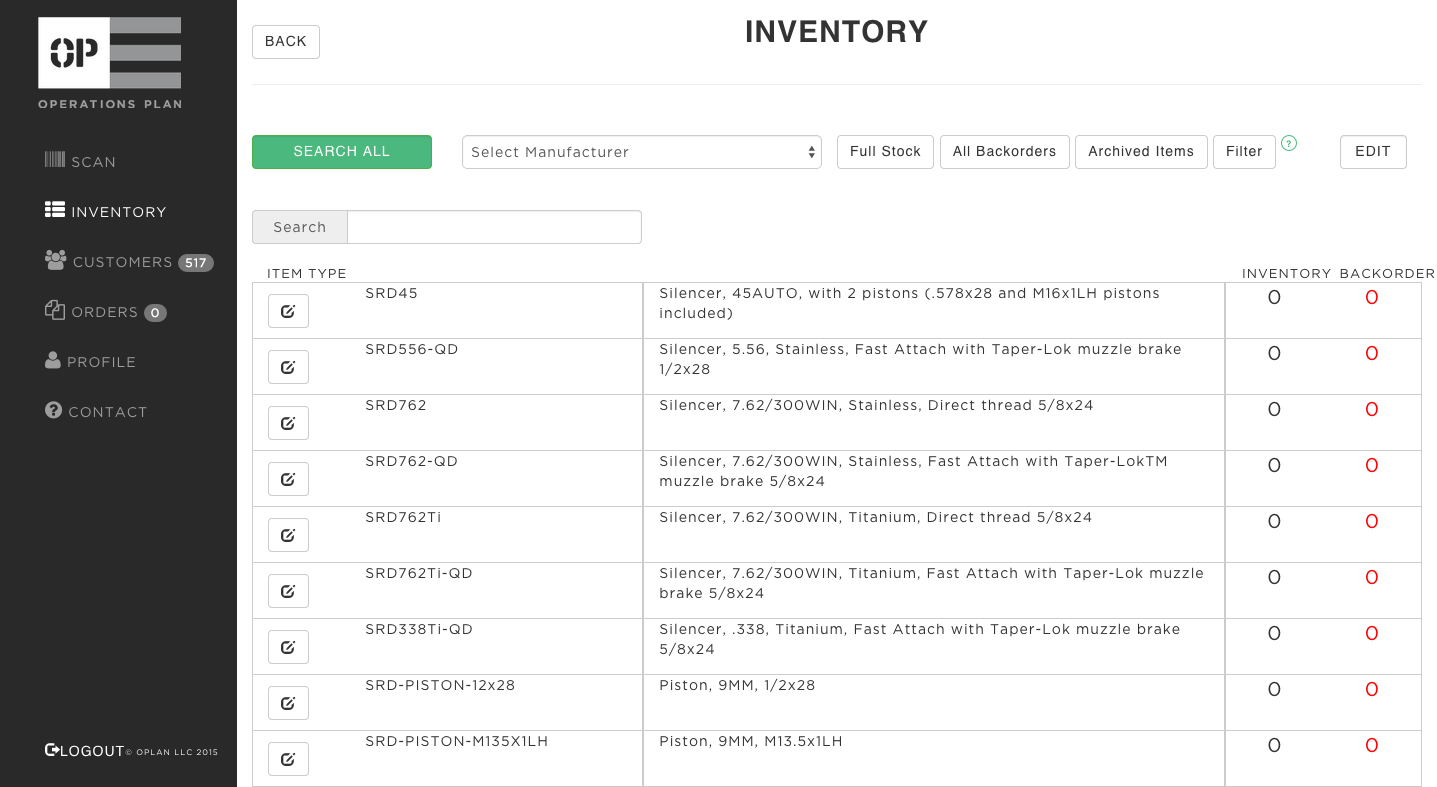 OP
OPERATIONS PLAN
SCAN
INVENTORY
CUSTOMERS 517
ORDERS 0
PROFILE
CONTACT
LOGOUT © OPLAN LLC 2015
BACK
INVENTORY
SEARCH ALL
Select Manufacturer
Full Stock
All Backorders
Archived Items
Filter
?
EDIT
Search
ITEM TYPE INVENTORY BACKORDER
SRD45
Silencer, 45AUTO, with 2 pistons (.578x28 and M16x1LH pistons
included)
0 0
SRD556-QD
Silencer, 5.56, Stainless, Fast Attach with Taper-Lok muzzle brake
1/2x28
0 0
SRD762
Silencer, 7.62/300WIN, Stainless, Direct thread 5/8x24
0 0
SRD762-QD
Silencer, 7.62/300WIN, Stainless, Fast Attach with Taper-LokTM
muzzle brake 5/8x24
0 0
SRD762Ti
Silencer, 7.62/300WIN, Titanium, Direct thread 5/8x24
0 0
SRD762Ti-QD
Silencer, 7.62/300WIN, Titanium, Fast Attach with Taper-Lok muzzle
brake 5/8x24
0 0
SRD338Ti-QD
Silencer, .338, Titanium, Fast Attach with Taper-Lok muzzle brake
5/8x24
0 0
SRD-PISTON-12x28
Piston, 9MM, 1/2x28
0 0
SRD-PISTON-M135X1LH
Piston, 9MM, M13.5x1LH
0 0